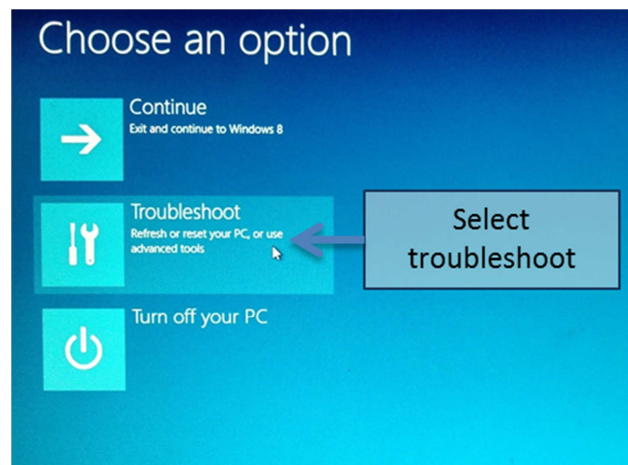 Choose an option
Continue
Exit and continue to Windows 8
Troubleshoot
Refresh or reset your PC, or use
advanced tools
Select
troubleshoot
Turn off your PC